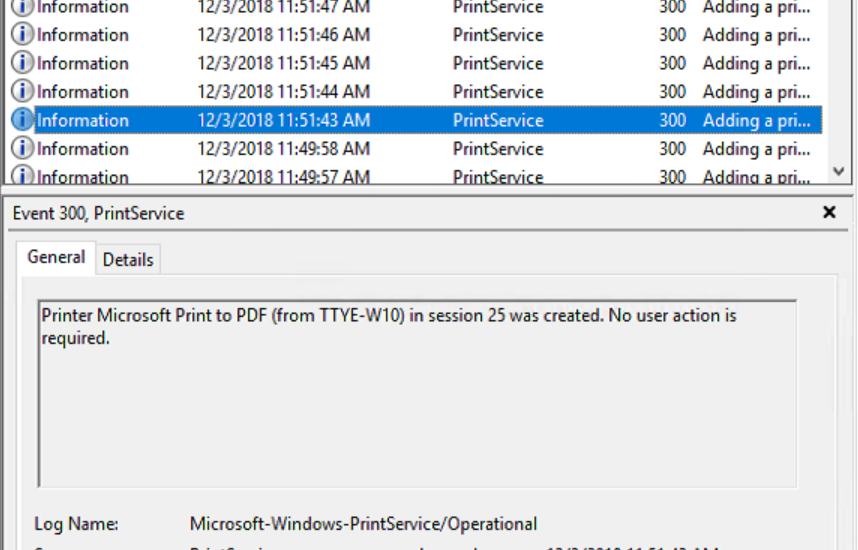 Information 12/3/2018 11:51:47 AM PrintService 300 Adding a pri...
Information 12/3/2018 11:51:46 AM PrintService 300 Adding a pri...
Information 12/3/2018 11:51:45 AM PrintService 300 Adding a pri...
Information 12/3/2018 11:51:44 AM PrintService 300 Adding a pri...
Information 12/3/2018 11:51:43 AM PrintService 300 Adding a pri...
Information 12/3/2018 11:49:58 AM PrintService 300 Adding a pri...
Information 12/3/2018 11:49:57 AM PrintService 300 Adding a pri...
Event 300, PrintService
General Details
Printer Microsoft Print to PDF (from TTYE-W10) in session 25 was created. No user action is
required.
Log Name: Microsoft-Windows-PrintService/Operational